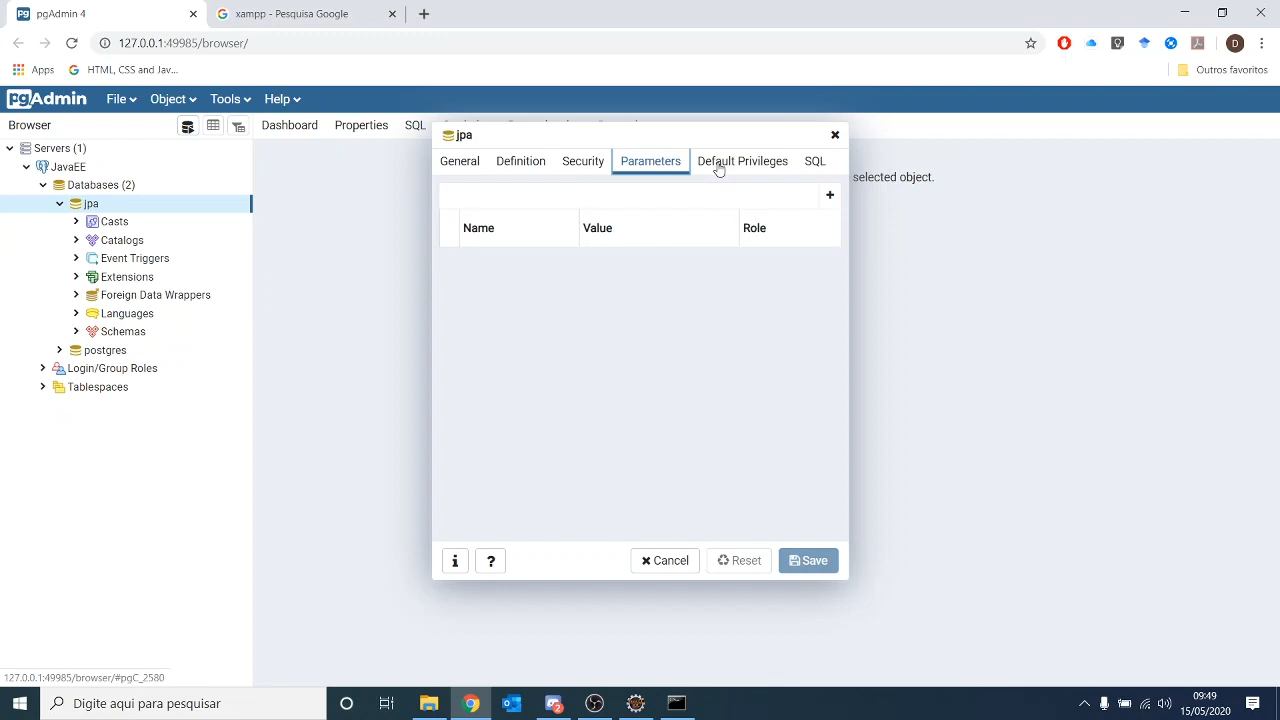 pgAdmin 4
xampp - Pesquisa Google
127.0.0.1:49985/browser/
D
Apps
HTML, CSS and Jav...
Outros favoritos
pgAdmin
File
Object
Tools
Help
Browser
Dashboard
Properties
SQL
Servers (1)
JavaEE
Databases (2)
jpa
Casts
Catalogs
Event Triggers
Extensions
Foreign Data Wrappers
Languages
Schemas
postgres
Login/Group Roles
Tablespaces
selected object.
jpa
General
Definition
Security
Parameters
Default Privileges
SQL
Name
Value
Role
i
?
Cancel
Reset
Save
127.0.0.1:49985/browser/#pgC_2580
Digite aqui para pesquisar
09:49
15/05/2020